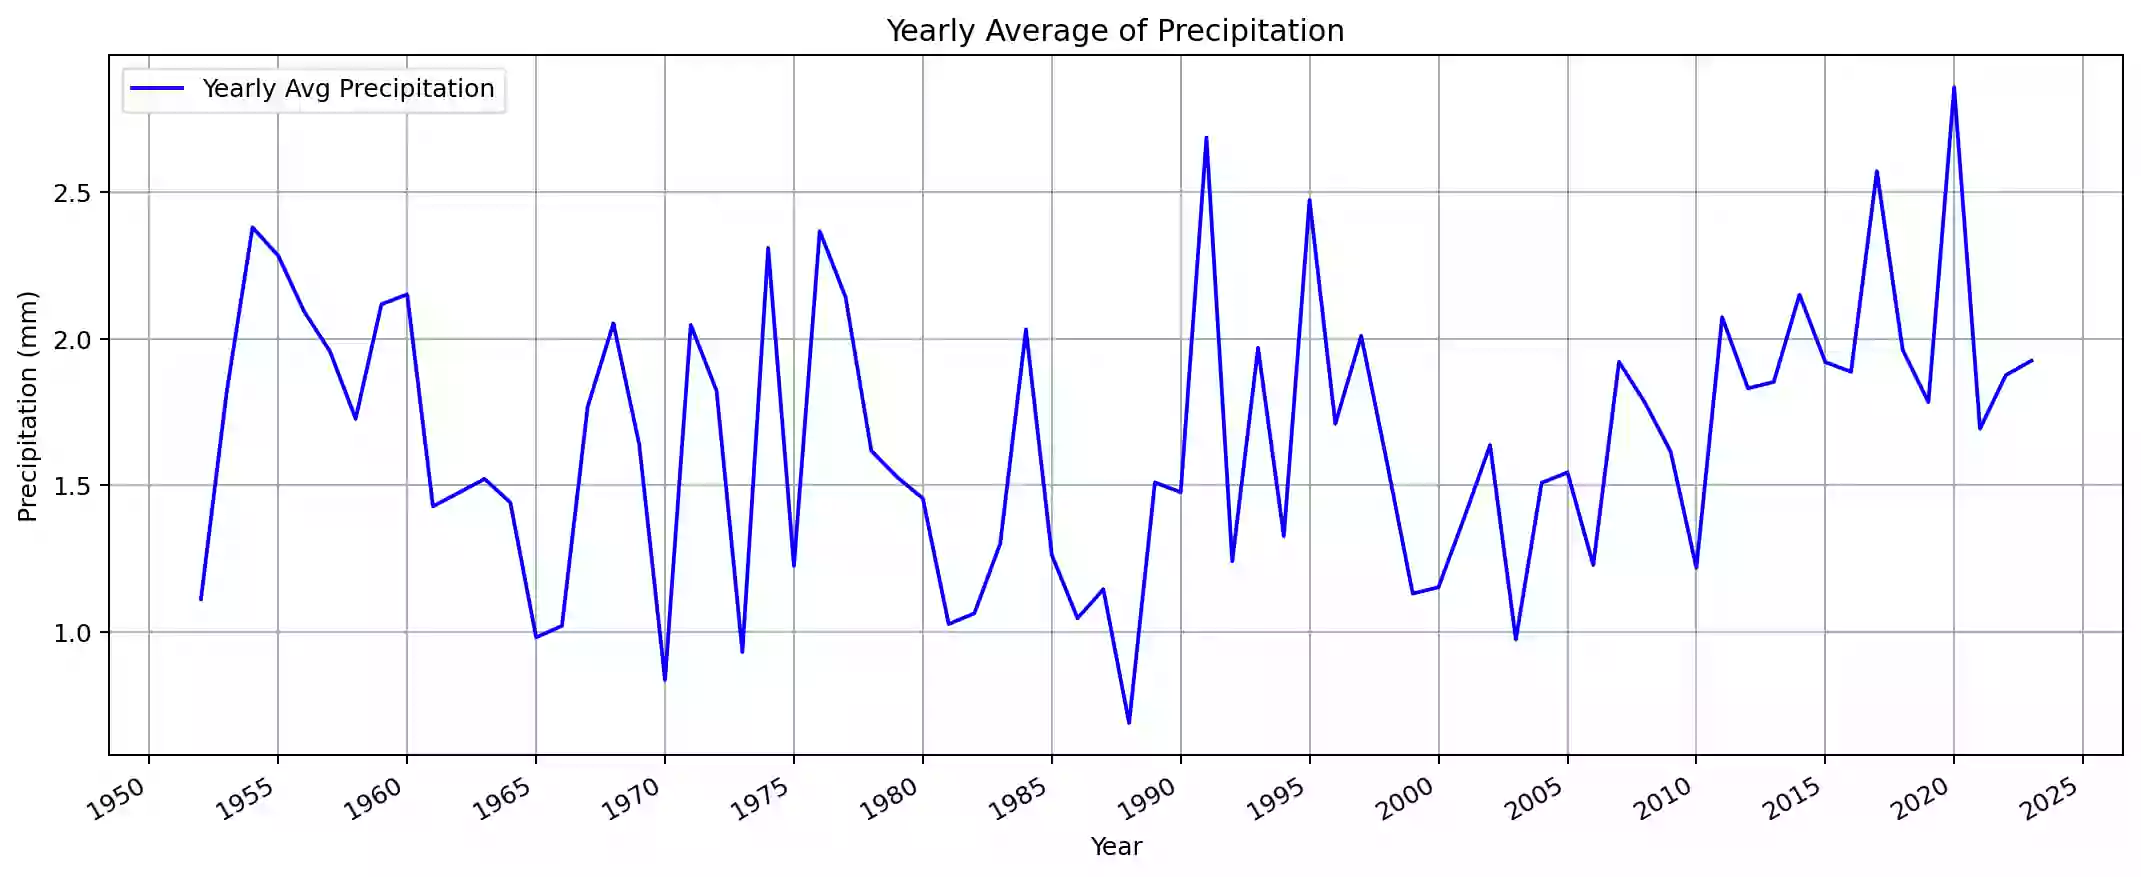 Yearly Average of Precipitation
Yearly Avg Precipitation
2.5
2.0
1.5
1.0
Precipitation (mm)
1950 1955 1960 1965 1970 1975 1980 1985 1990 1995 2000 2005 2010 2015 2020 2025
Year